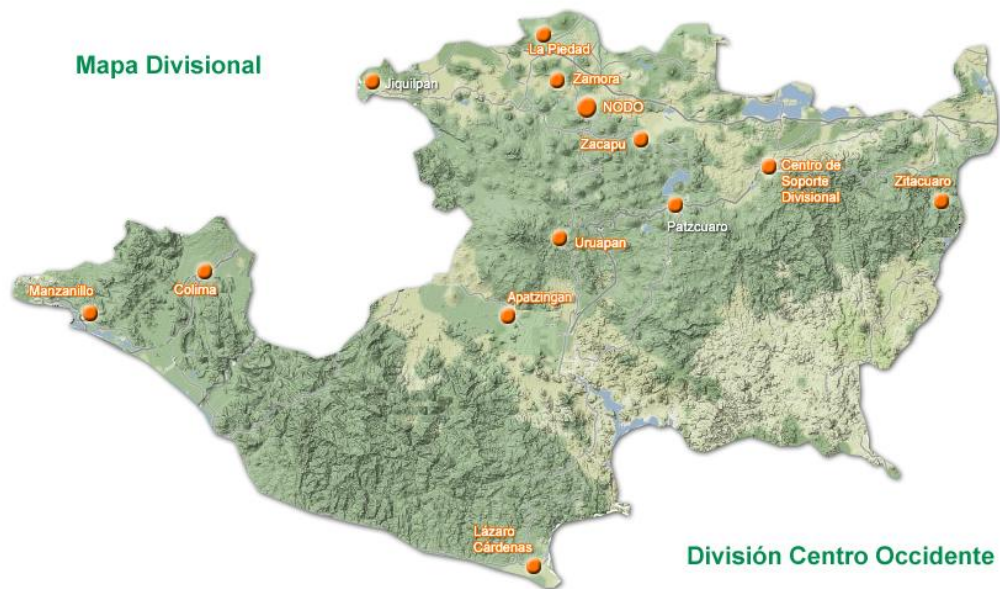 Mapa Divisional
La Piedad
Jiquilpan
Zamora
NODO
Zacapu
Centro de
Soporte
Divisional
Zitácuaro
Patzcuaro
Uruapan
Colima
Manzanillo
Apatzingan
Lázaro
Cárdenas
División Centro Occidente